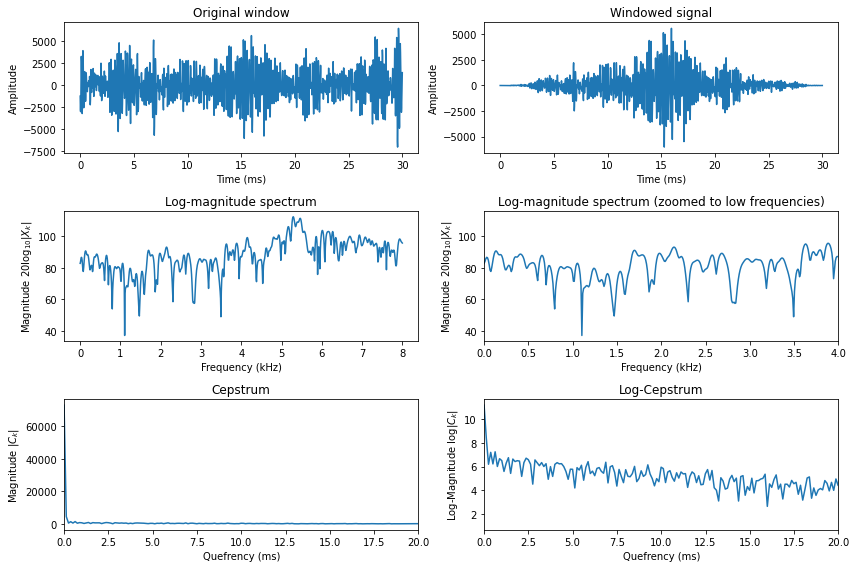 Original window
Amplitude
5000
2500
0
−2500
−5000
−7500
0 5 10 15 20 25 30
Time (ms)
Windowed signal
Amplitude
5000
2500
0
−2500
−5000
0 5 10 15 20 25 30
Time (ms)
Log-magnitude spectrum
Magnitude 20log₁₀|Xₖ|
100
80
60
40
0 1 2 3 4 5 6 7 8
Frequency (kHz)
Log-magnitude spectrum (zoomed to low frequencies)
Magnitude 20log₁₀|Xₖ|
100
80
60
40
0.0 0.5 1.0 1.5 2.0 2.5 3.0 3.5 4.0
Frequency (kHz)
Cepstrum
Magnitude |Cₖ|
60000
40000
20000
0
0.0 2.5 5.0 7.5 10.0 12.5 15.0 17.5 20.0
Quefrency (ms)
Log-Cepstrum
Log-Magnitude log|Cₖ|
10
8
6
4
2
0.0 2.5 5.0 7.5 10.0 12.5 15.0 17.5 20.0
Quefrency (ms)